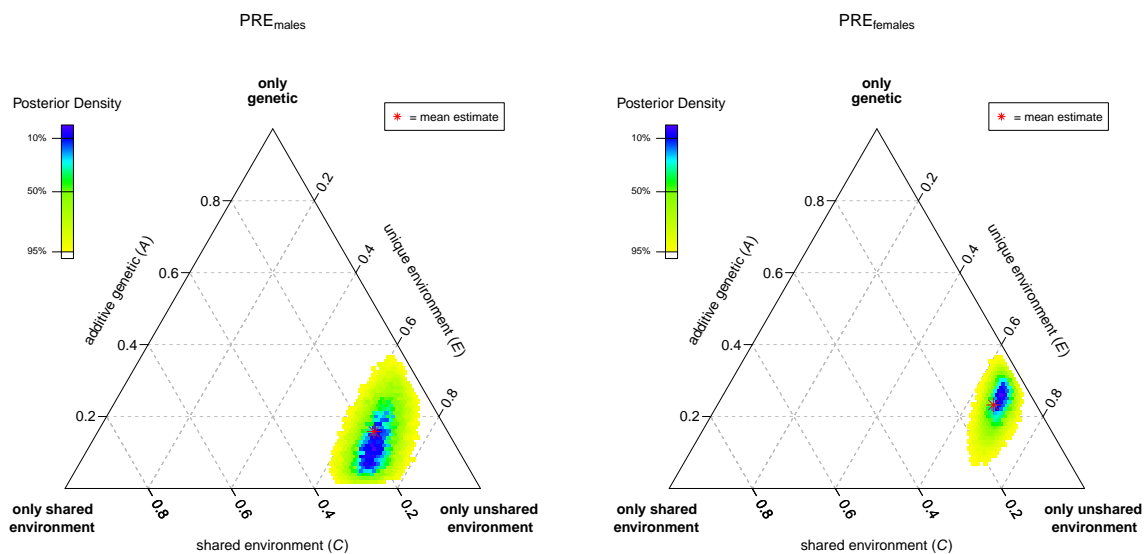 PREmales
only
genetic
Posterior Density
10%
50%
95%
* = mean estimate
0.8
0.6
0.4
0.2
additive genetic (A)
0.2
0.4
0.6
0.8
unique environment (E)
0.8
0.6
0.4
0.2
only shared
environment
shared environment (C)
only unshared
environment
PREfemales
only
genetic
Posterior Density
10%
50%
95%
* = mean estimate
0.8
0.6
0.4
0.2
additive genetic (A)
0.2
0.4
0.6
0.8
unique environment (E)
0.8
0.6
0.4
0.2
only shared
environment
shared environment (C)
only unshared
environment